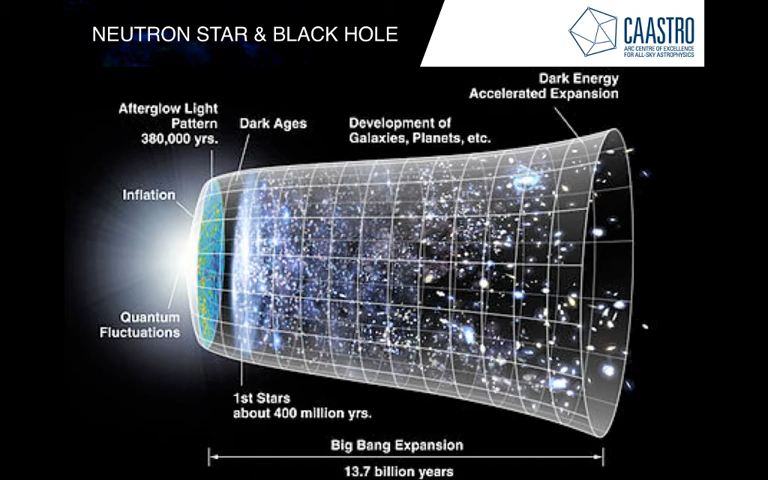 NEUTRON STAR & BLACK HOLE
CAASTRO
ARC CENTRE OF EXCELLENCE
FOR ALL-SKY ASTROPHYSICS
Dark Energy
Accelerated Expansion
Afterglow Light
Pattern
380,000 yrs.
Dark Ages
Development of
Galaxies, Planets, etc.
Inflation
Quantum
Fluctuations
1st Stars
about 400 million yrs.
Big Bang Expansion
13.7 billion years